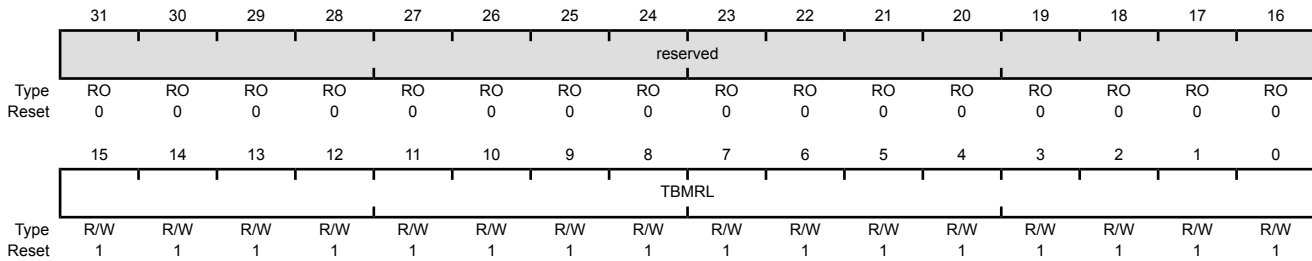 31 30 29 28 27 26 25 24 23 22 21 20 19 18 17 16
reserved
Type RO RO RO RO RO RO RO RO RO RO RO RO RO RO RO RO
Reset 0 0 0 0 0 0 0 0 0 0 0 0 0 0 0 0
15 14 13 12 11 10 9 8 7 6 5 4 3 2 1 0
TBMRL
Type R/W R/W R/W R/W R/W R/W R/W R/W R/W R/W R/W R/W R/W R/W R/W R/W
Reset 1 1 1 1 1 1 1 1 1 1 1 1 1 1 1 1